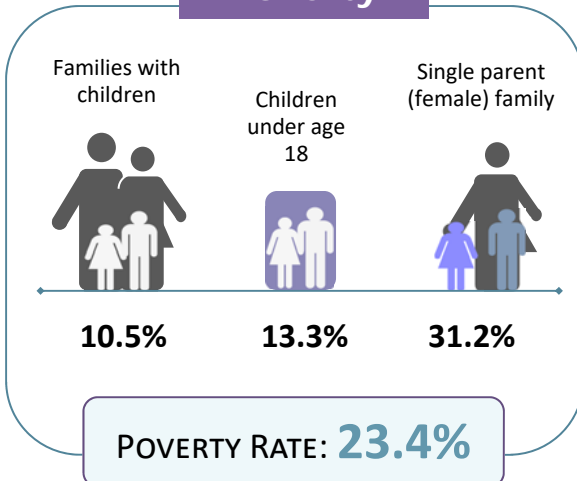 Families with
children
Children
under age
18
Single parent
(female) family
10.5%
13.3%
31.2%
POVERTY RATE: 23.4%